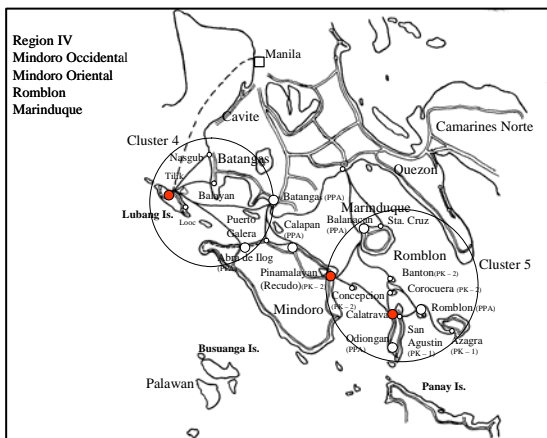 Region IV
Mindoro Occidental
Mindoro Oriental
Romblon
Marinduque
Manila
Cavite
Camarines Norte
Cluster 4
Nasugbu
Batangas
Quezon
Tilik
Balayan
Batangas (PPA)
Lubang Is.
Looc
Puerto
Galera
Calapan
(PPA)
Marinduque
Balanacan
(PPA)
Sta. Cruz
Abra de Ilog
(PPA)
Romblon
Cluster 5
Pinamalayan
(Recudo) (PK – 2)
Banton (PK – 2)
Concepcion
(PK – 2)
Corocuera (PK – 2)
Mindoro
Calatrava
Romblon (PPA)
Odiongan
(PPA)
San
Agustin
(PK – 1)
Azagra
(PK – 1)
Busuanga Is.
Palawan
Panay Is.